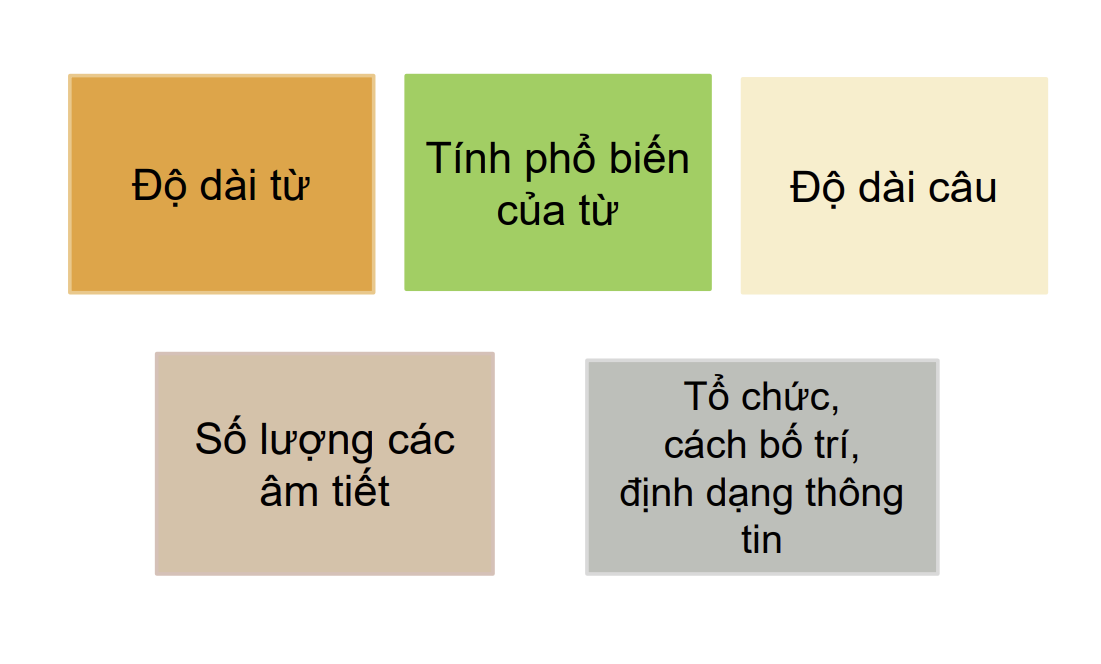 Độ dài từ
Tính phổ biến
của từ
Độ dài câu
Số lượng các
âm tiết
Tổ chức,
cách bố trí,
định dạng thông
tin